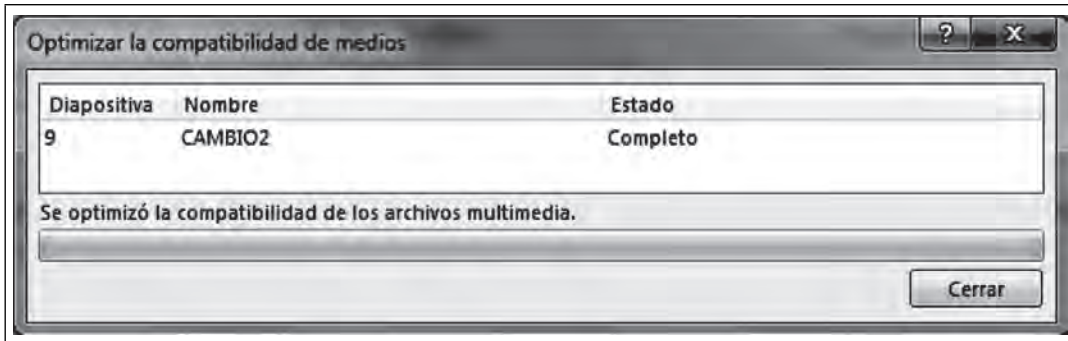 Optimizar la compatibilidad de medios
Diapositiva Nombre Estado
9 CAMBIO2 Completo
Se optimizó la compatibilidad de los archivos multimedia.
Cerrar